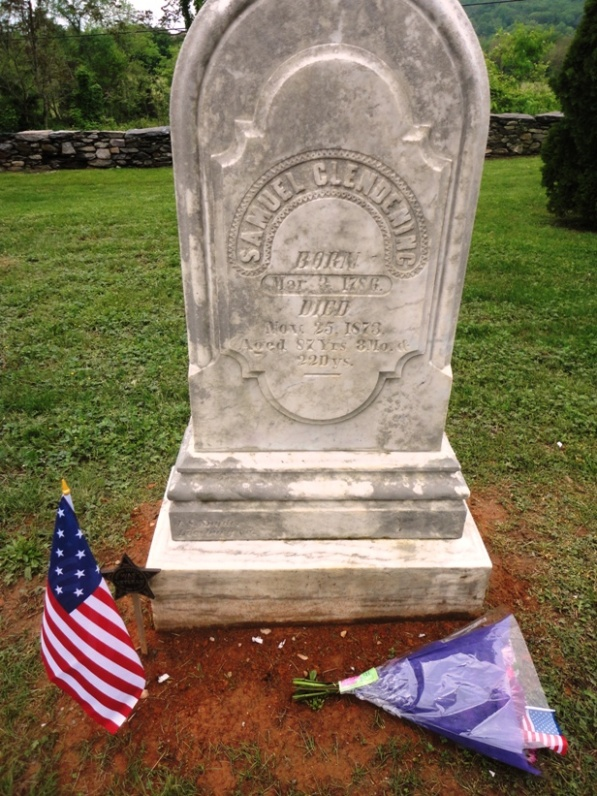 SAMUEL CLENDENING
BORN
Mar. 3, 1786.
DIED
Nov. 25, 1873.
Aged 87 Yrs 8 Mo. &
22 Dys.